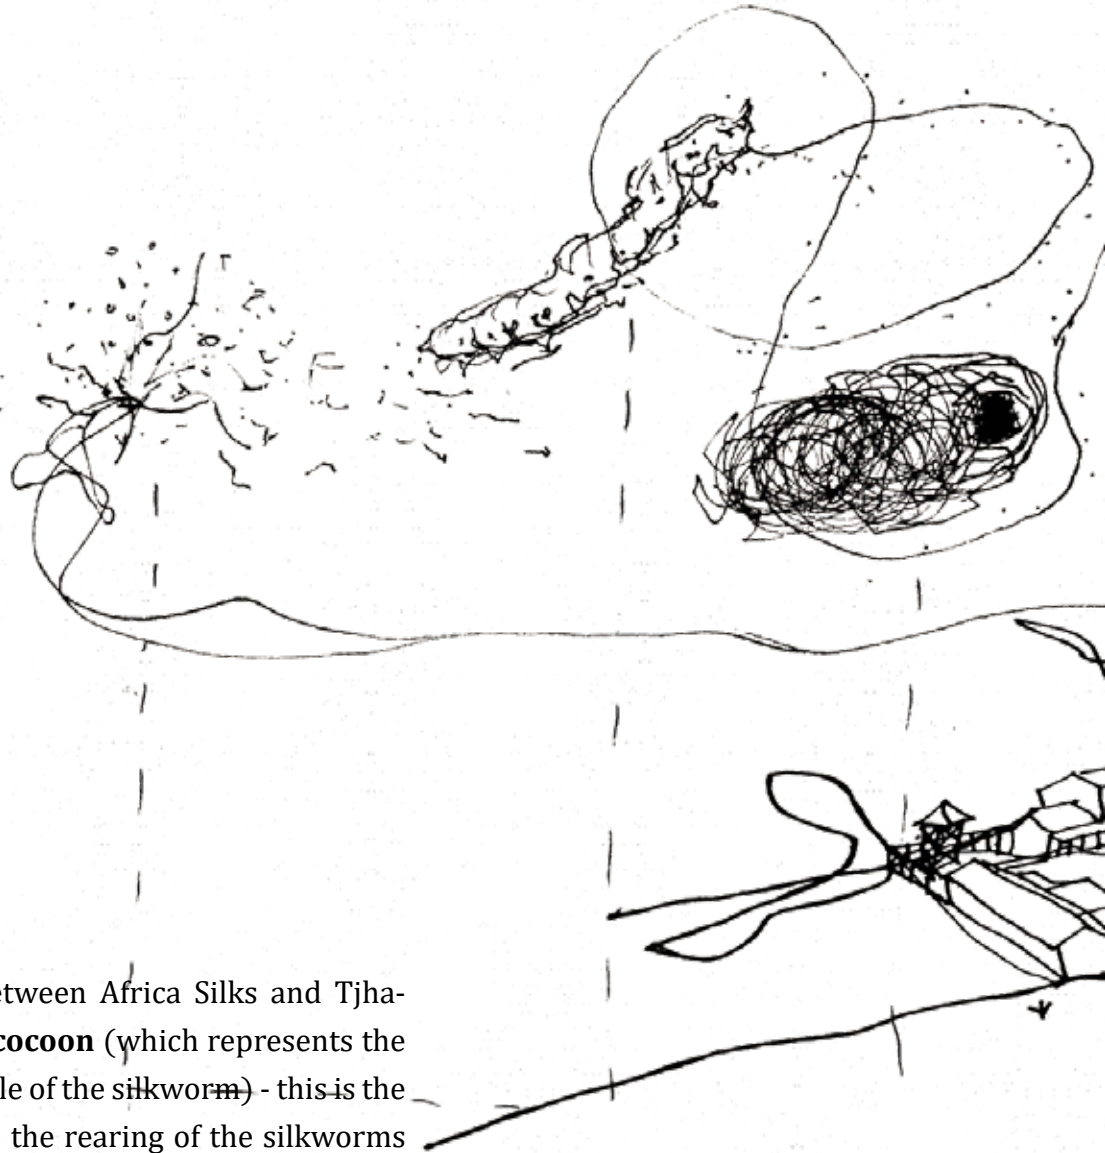 etween Africa Silks and Tjha-
cocoon (which represents the
le of the silkworm) - this is the
the rearing of the silkworms